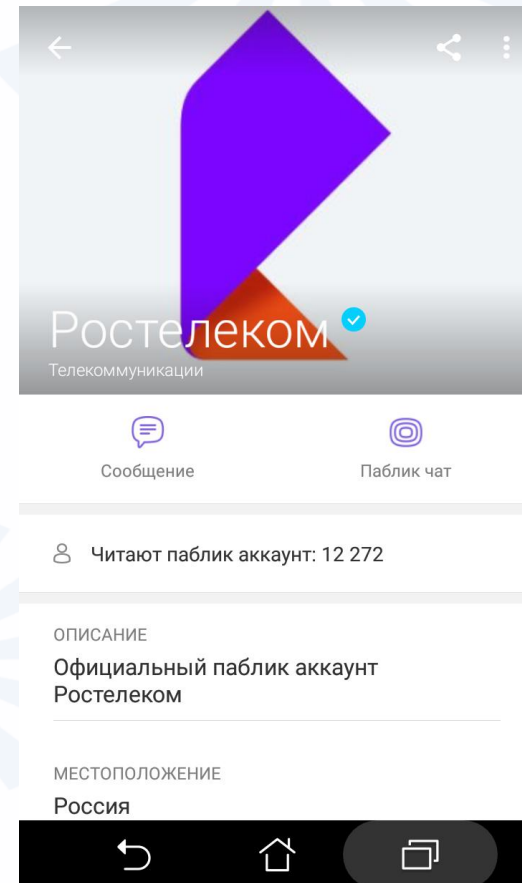 Ростелеком
Телекоммуникации
Сообщение
Паблик чат
Читают паблик аккаунт: 12 272
ОПИСАНИЕ
Официальный паблик аккаунт
Ростелеком
МЕСТОПОЛОЖЕНИЕ
Россия